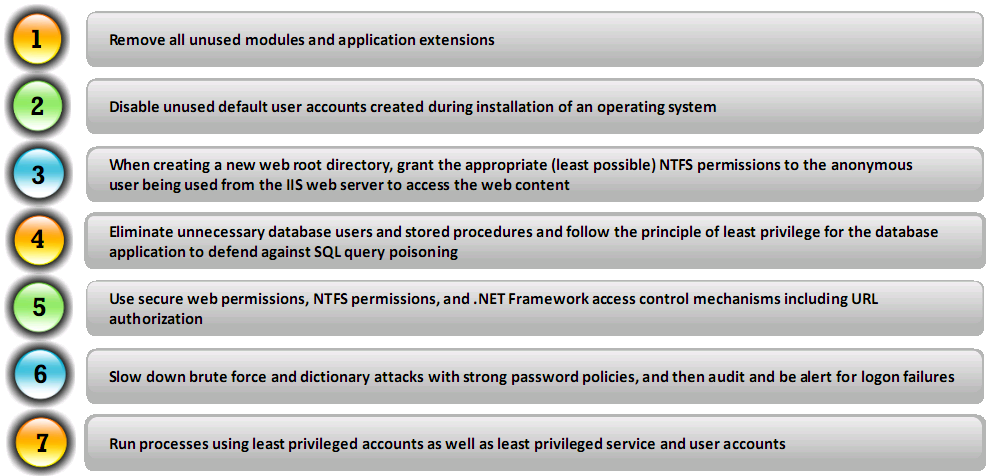 1
Remove all unused modules and application extensions
2
Disable unused default user accounts created during installation of an operating system
3
When creating a new web root directory, grant the appropriate (least possible) NTFS permissions to the anonymous
user being used from the IIS web server to access the web content
4
Eliminate unnecessary database users and stored procedures and follow the principle of least privilege for the database
application to defend against SQL query poisoning
5
Use secure web permissions, NTFS permissions, and .NET Framework access control mechanisms including URL
authorization
6
Slow down brute force and dictionary attacks with strong password policies, and then audit and be alert for logon failures
7
Run processes using least privileged accounts as well as least privileged service and user accounts